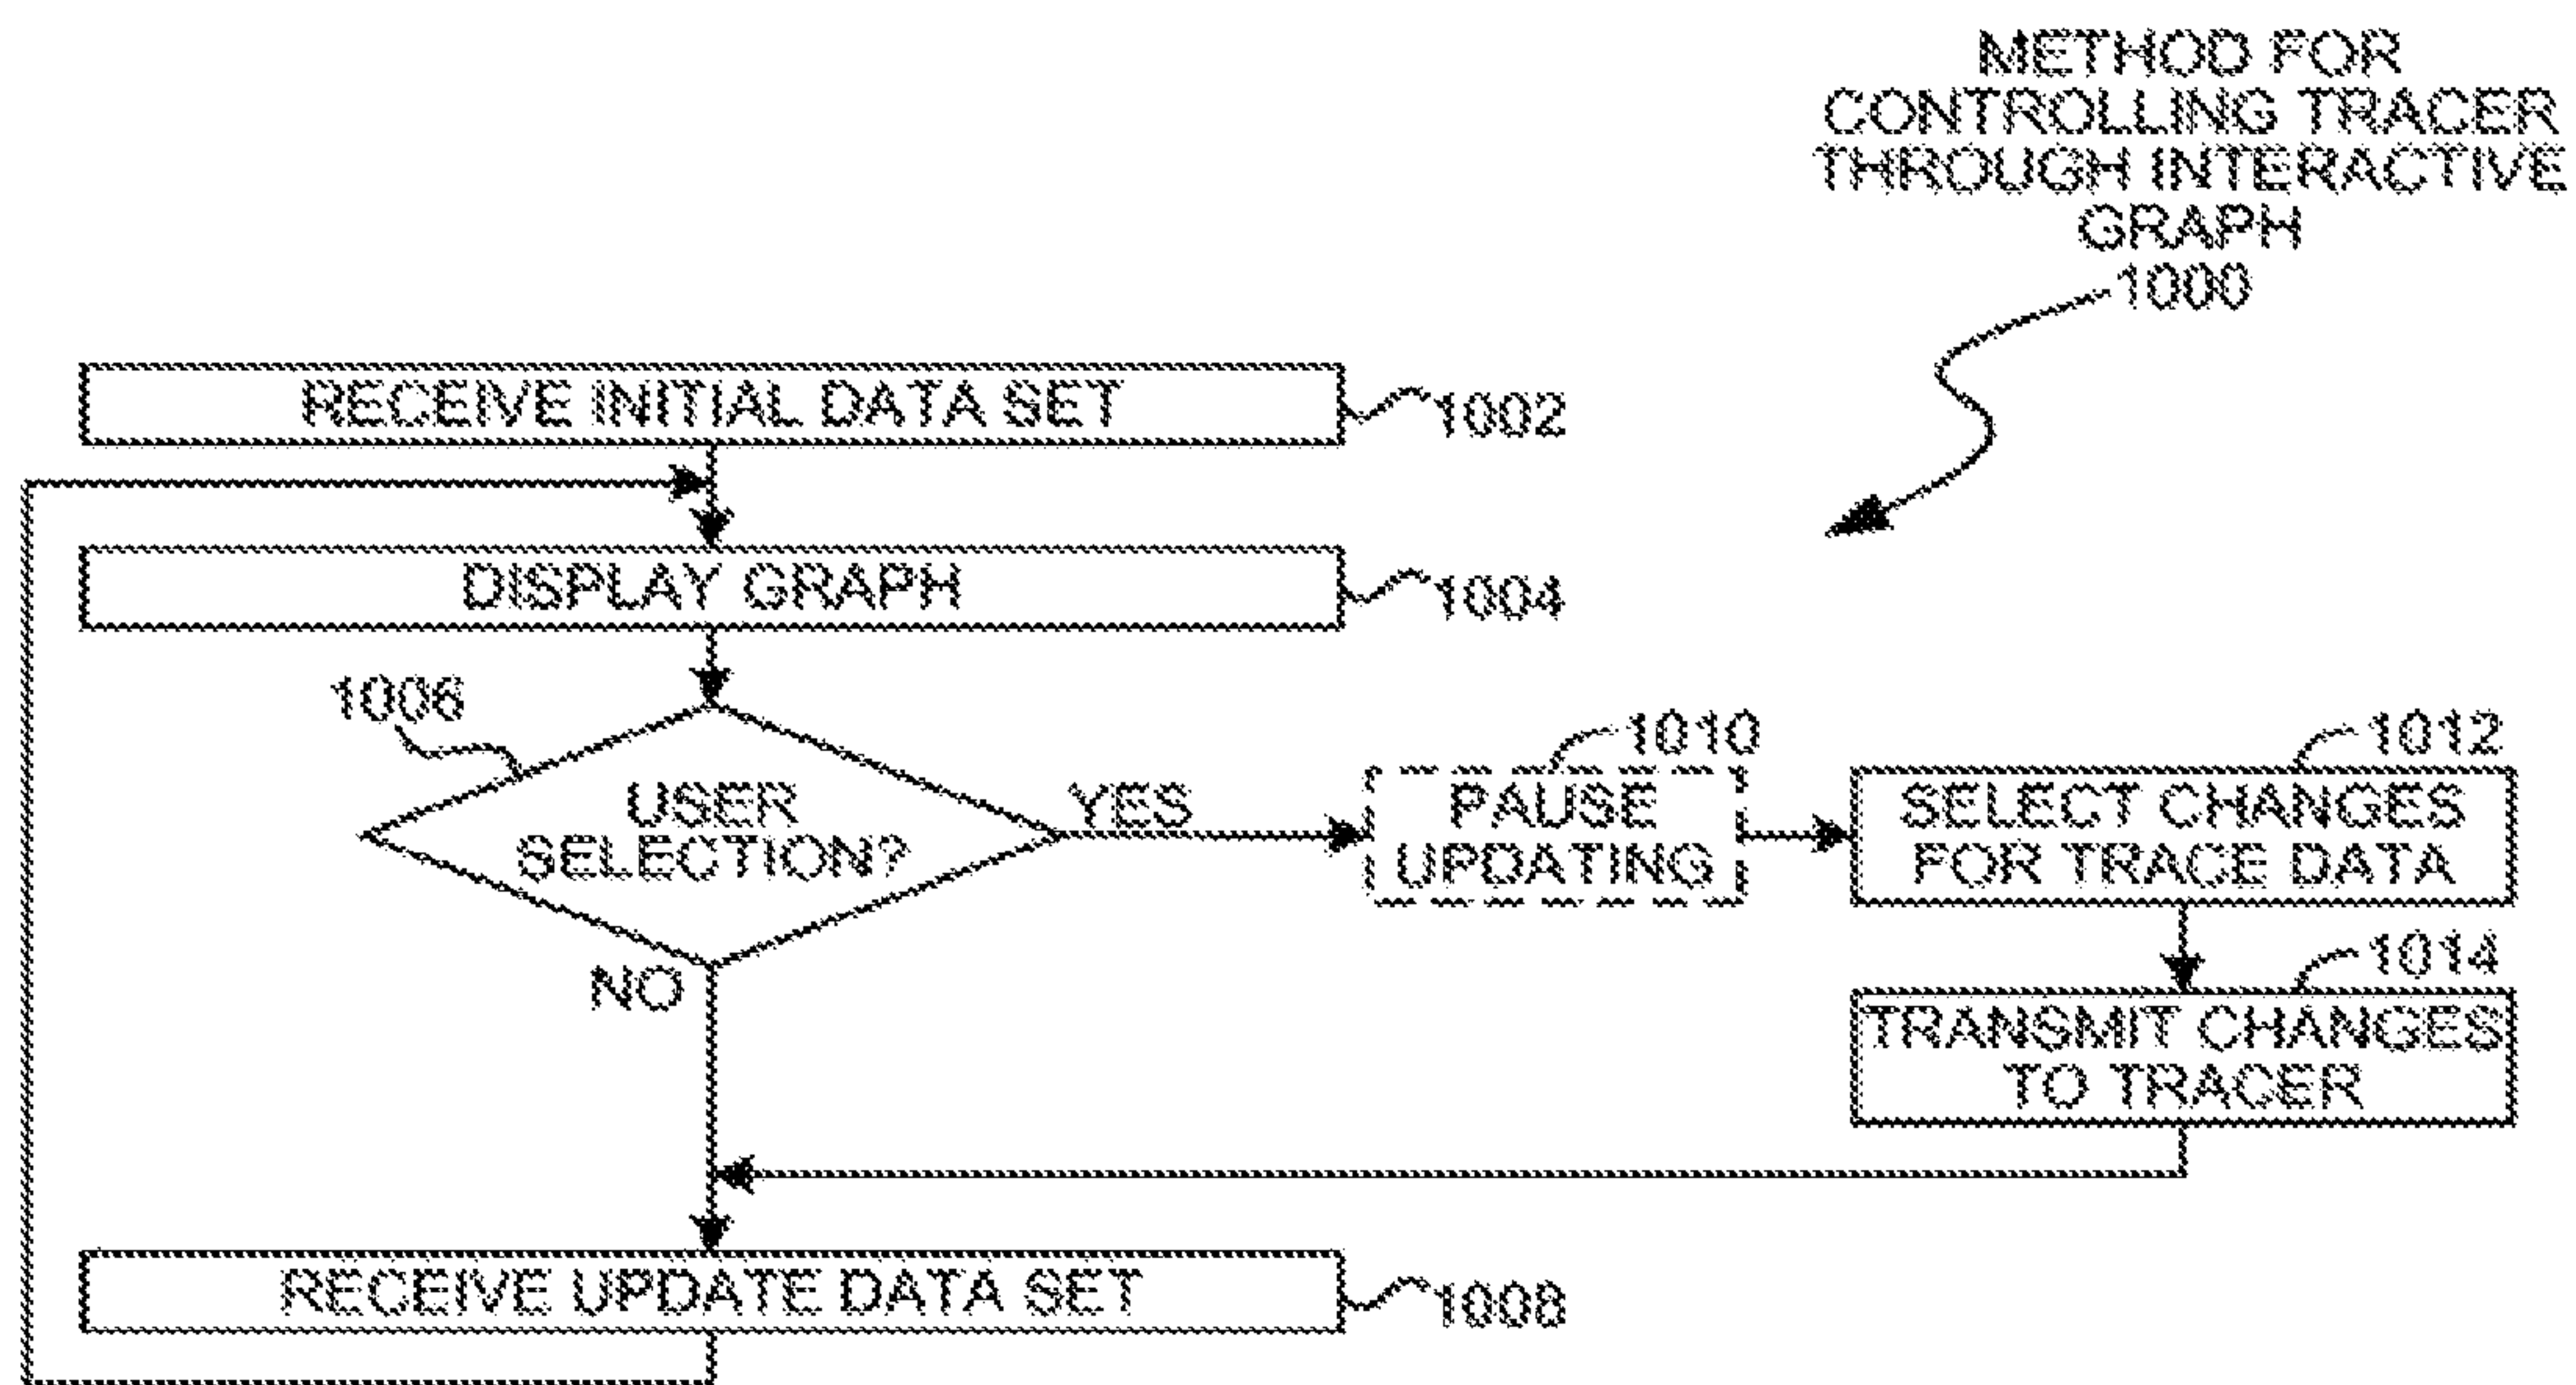 METHOD FOR
CONTROLLING TRACER
THROUGH INTERACTIVE
GRAPH
1000
RECEIVE INITIAL DATA SET
1002
DISPLAY GRAPH
1004
1006
USER
SELECTION?
YES
NO
1010
PAUSE
UPDATING
1012
SELECT CHANGES
FOR TRACE DATA
1014
TRANSMIT CHANGES
TO TRACER
RECEIVE UPDATE DATA SET
1008